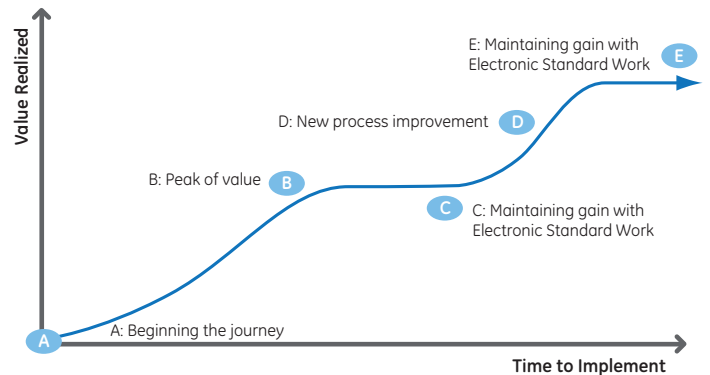 Value Realized
E: Maintaining gain with
Electronic Standard Work
E
D: New process improvement
D
B: Peak of value
B
C
C: Maintaining gain with
Electronic Standard Work
A
A: Beginning the journey
Time to Implement